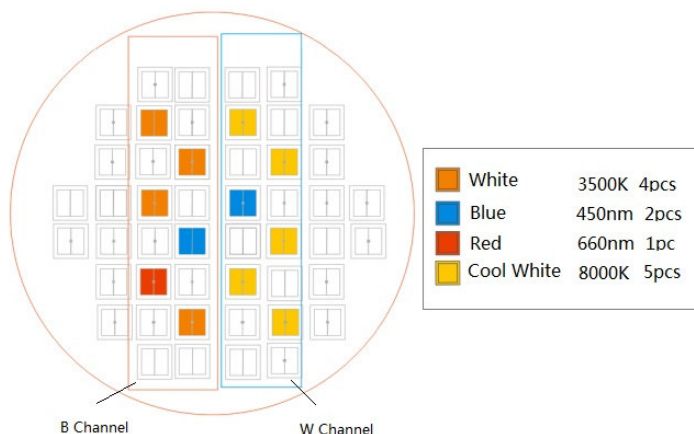 White 3500K 4pcs
Blue 450nm 2pcs
Red 660nm 1pc
Cool White 8000K 5pcs
B Channel
W Channel